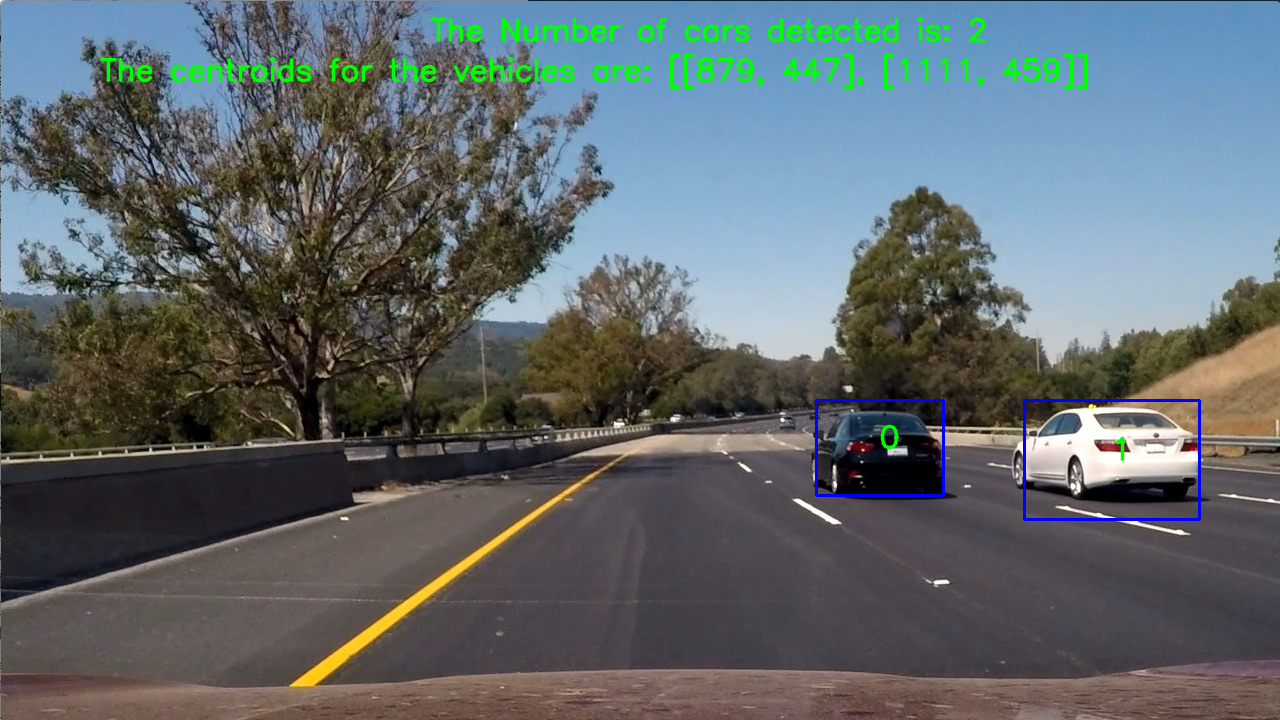 The Number of cars detected is: 2
The centroids for the vehicles are: [[879, 447], [1111, 459]]
0
1